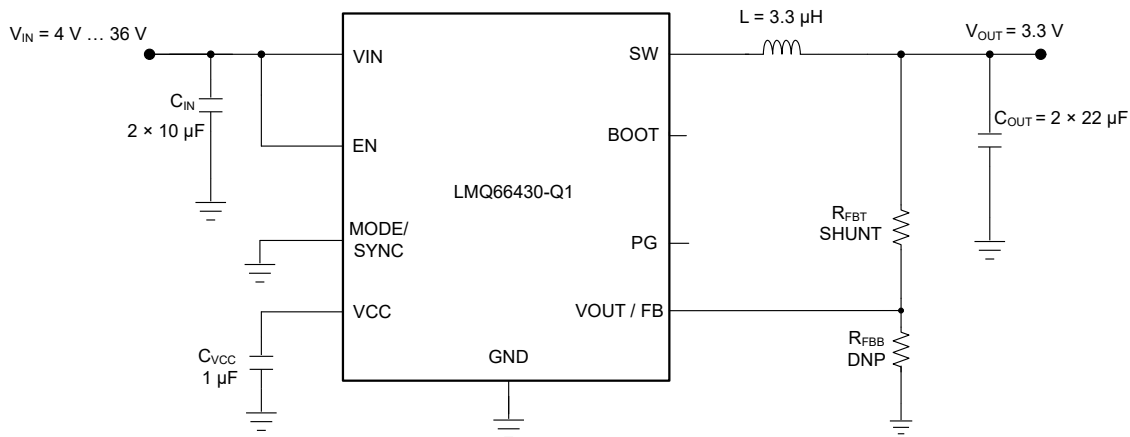 V_IN = 4 V … 36 V
VIN
C_IN
2 × 10 µF
EN
MODE/
SYNC
VCC
C_VCC
1 µF
LMQ66430-Q1
GND
SW
BOOT
PG
VOUT / FB
L = 3.3 µH
V_OUT = 3.3 V
C_OUT = 2 × 22 µF
R_FBT
SHUNT
R_FBB
DNP